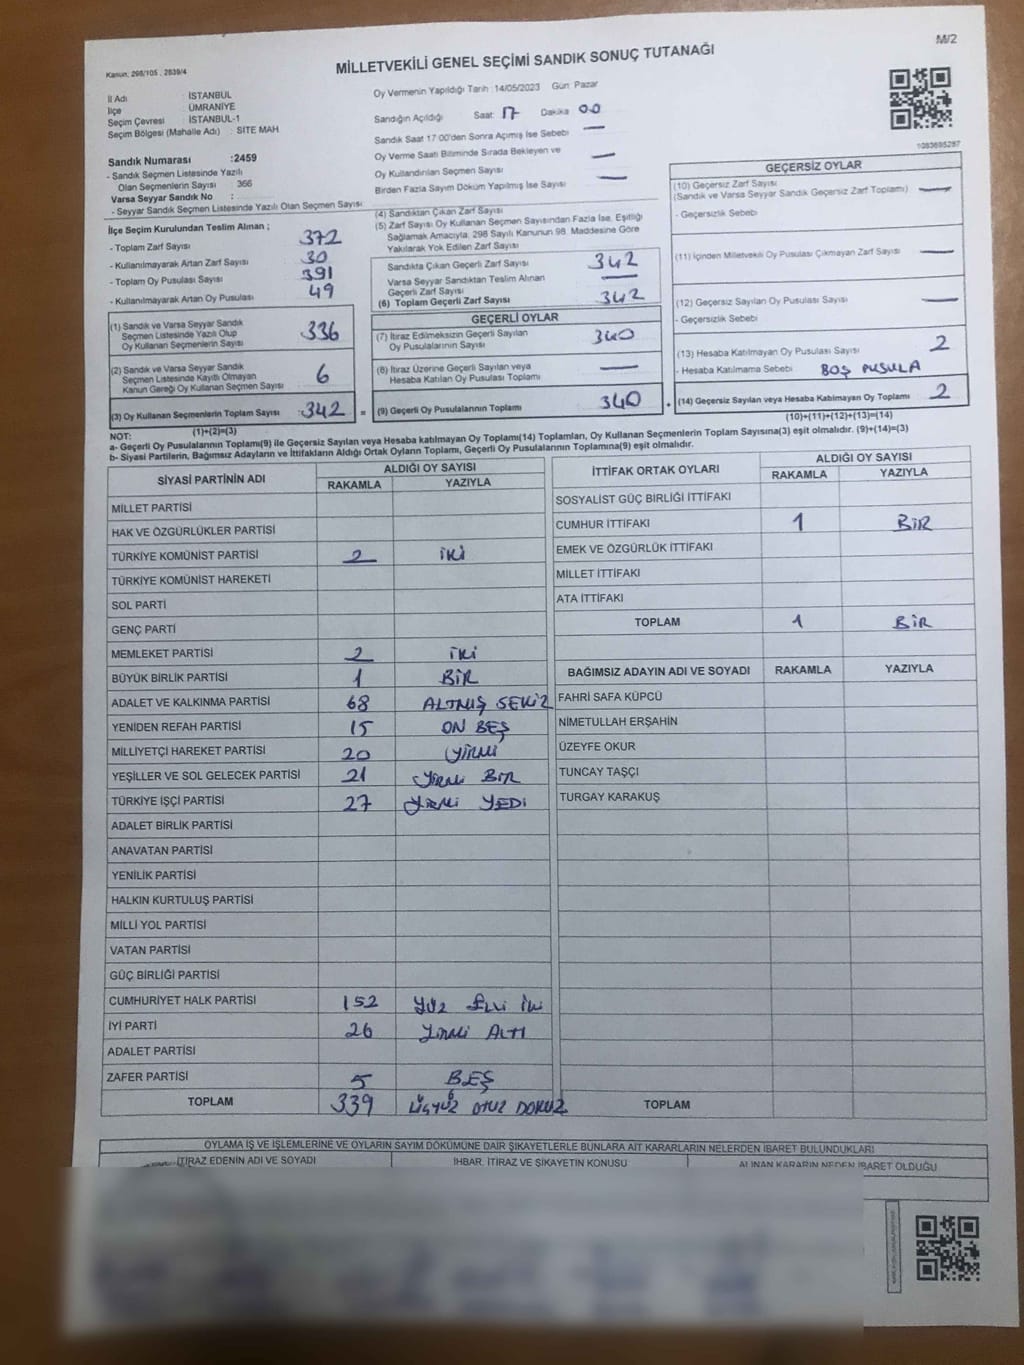 M/2
Kanun, 298/105 , 2839/4
MİLLETVEKİLİ GENEL SEÇİMİ SANDIK SONUÇ TUTANAĞI
İl Adı : İSTANBUL
İlçe : ÜMRANİYE
Seçim Çevresi : İSTANBUL-1
Seçim Bölgesi (Mahalle Adı) : SİTE MAH
Sandık Numarası :2459
- Sandık Seçmen Listesinde Yazılı
Olan Seçmenlerin Sayısı 366
Varsa Seyyar Sandık No :
- Seyyar Sandık Seçmen Listesinde Yazılı Olan Seçmen Sayısı
İlçe Seçim Kurulundan Teslim Alınan ;
- Toplam Zarf Sayısı 372
- Kullanılmayarak Artan Zarf Sayısı 30
- Toplam Oy Pusulası Sayısı 391
- Kullanılmayarak Artan Oy Pusulası 49
(1) Sandık ve Varsa Seyyar Sandık
Seçmen Listesinde Yazılı Olup
Oy Kullanan Seçmenlerin Sayısı 336
(2) Sandık ve Varsa Seyyar Sandık
Seçmen Listesinde Kayıtlı Olmayan
Kanun Gereği Oy Kullanan Seçmen Sayısı 6
(3) Oy Kullanan Seçmenlerin Toplam Sayısı 342 =
(1)+(2)=(3)
Oy Vermenin Yapıldığı Tarih :14/05/2023 Gün: Pazar
Sandığın Açıldığı Saat: 17 Dakika 00
Sandık Saat 17:00'den Sonra Açımış İse Sebebi —
Oy Verme Saati Bitiminde Sırada Bekleyen ve
Oy Kullandırılan Seçmen Sayısı —
Birden Fazla Sayım Döküm Yapılmış İse Sayısı —
(4) Sandıktan Çıkan Zarf Sayısı
(5) Zarf Sayısı Oy Kullanan Seçmen Sayısından Fazla İse, Eşitliği
Sağlamak Amacıyla, 298 Sayılı Kanunun 98. Maddesine Göre
Yakılarak Yok Edilen Zarf Sayısı
Sandıkta Çıkan Geçerli Zarf Sayısı 342
Varsa Seyyar Sandıktan Teslim Alınan
Geçerli Zarf Sayısı —
(6) Toplam Geçerli Zarf Sayısı 342
GEÇERLİ OYLAR
(7) İtiraz Edilmeksizin Geçerli Sayılan
Oy Pusulalarının Sayısı 340
(8) İtiraz Üzerine Geçerli Sayılan veya
Hesaba Katılan Oy Pusulası Toplamı —
(9) Geçerli Oy Pusulalarının Toplamı 340
1083695287
GEÇERSİZ OYLAR
(10) Geçersiz Zarf Sayısı
(Sandık ve Varsa Seyyar Sandık Geçersiz Zarf Toplamı) —
- Geçersizlik Sebebi
(11) İçinden Milletvekili Oy Pusulası Çıkmayan Zarf Sayısı —
(12) Geçersiz Sayılan Oy Pusulası Sayısı —
- Geçersizlik Sebebi
(13) Hesaba Katılmayan Oy Pusulası Sayısı 2
- Hesaba Katılmama Sebebi BOŞ PUSULA
(14) Geçersiz Sayılan veya Hesaba Katılmayan Oy Toplamı 2
(10)+(11)+(12)+(13)=(14)
NOT:
a- Geçerli Oy Pusulalarının Toplamı(9) ile Geçersiz Sayılan veya Hesaba katılmayan Oy Toplamı(14) Toplamları, Oy Kullanan Seçmenlerin Toplam Sayısına(3) eşit olmalıdır. (9)+(14)=(3)
b- Siyasi Partilerin, Bağımsız Adayların ve İttifakların Aldığı Ortak Oyların Toplamı, Geçerli Oy Pusulalarının Toplamına(9) eşit olmalıdır.
SİYASİ PARTİNİN ADI ALDIĞI OY SAYISI
RAKAMLA YAZIYLA
MİLLET PARTİSİ
HAK VE ÖZGÜRLÜKLER PARTİSİ
TÜRKİYE KOMÜNİST PARTİSİ 2 İKİ
TÜRKİYE KOMÜNİST HAREKETİ
SOL PARTİ
GENÇ PARTİ
MEMLEKET PARTİSİ 2 İKİ
BÜYÜK BİRLİK PARTİSİ 1 BİR
ADALET VE KALKINMA PARTİSİ 68 ALTMIŞ SEKİZ
YENİDEN REFAH PARTİSİ 15 ON BEŞ
MİLLİYETÇİ HAREKET PARTİSİ 20 YİRMİ
YEŞİLLER VE SOL GELECEK PARTİSİ 21 YİRMİ BİR
TÜRKİYE İŞÇİ PARTİSİ 27 YİRMİ YEDİ
ADALET BİRLİK PARTİSİ
ANAVATAN PARTİSİ
YENİLİK PARTİSİ
HALKIN KURTULUŞ PARTİSİ
MİLLİ YOL PARTİSİ
VATAN PARTİSİ
GÜÇ BİRLİĞİ PARTİSİ
CUMHURİYET HALK PARTİSİ 152 YÜZ ELLİ İKİ
İYİ PARTİ 26 YİRMİ ALTI
ADALET PARTİSİ
ZAFER PARTİSİ 5 BEŞ
TOPLAM 339 ÜÇYÜZ OTUZ DOKUZ
İTTİFAK ORTAK OYLARI ALDIĞI OY SAYISI
RAKAMLA YAZIYLA
SOSYALİST GÜÇ BİRLİĞİ İTTİFAKI
CUMHUR İTTİFAKI 1 BİR
EMEK VE ÖZGÜRLÜK İTTİFAKI
MİLLET İTTİFAKI
ATA İTTİFAKI
TOPLAM 1 BİR
BAĞIMSIZ ADAYIN ADI VE SOYADI RAKAMLA YAZIYLA
FAHRİ SAFA KÜPCÜ
NİMETULLAH ERŞAHİN
ÜZEYFE OKUR
TUNCAY TAŞÇI
TURGAY KARAKUŞ
TOPLAM
OYLAMA İŞ VE İŞLEMLERİNE VE OYLARIN SAYIM DÖKÜMÜNE DAİR ŞİKAYETLERLE BUNLARA AİT KARARLARIN NELERDEN İBARET BULUNDUKLARI
İTİRAZ EDENİN ADI VE SOYADI İHBAR, İTİRAZ VE ŞİKAYETİN KONUSU ALINAN KARARIN NEDEN İBARET OLDUĞU